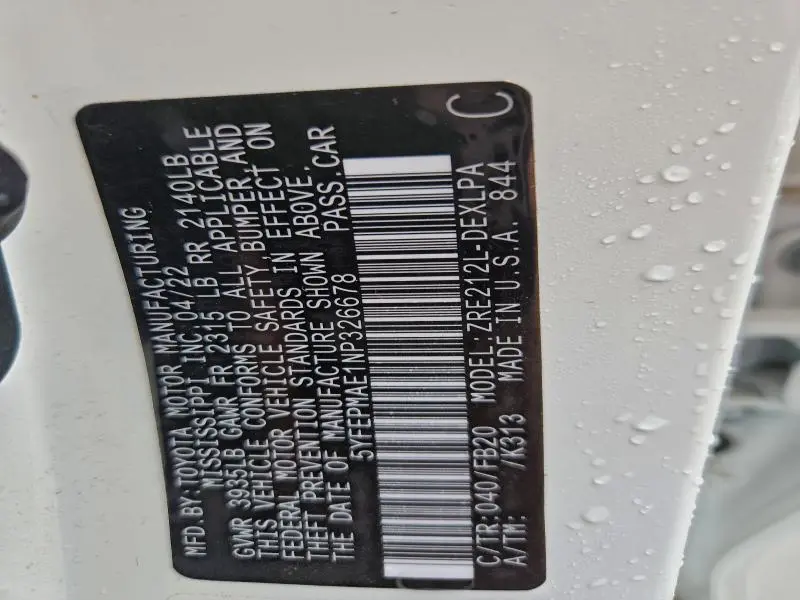 MFD.BY:TOYOTA MOTOR MANUFACTURING
MISSISSIPPI INC. 04/22
GVWR 3935LB GAWR FR 2315 LB RR 2140LB
THIS VEHICLE CONFORMS TO ALL APPLICABLE
FEDERAL MOTOR VEHICLE SAFETY, BUMPER, AND
THEFT PREVENTION STANDARDS IN EFFECT ON
THE DATE OF MANUFACTURE SHOWN ABOVE.
5YFEPMAE1NP326678 PASS.CAR
C/TR:040/FB20 MODEL:ZRE212L-DEXLPA
A/TM: /K313 MADE IN U.S.A. 844
C